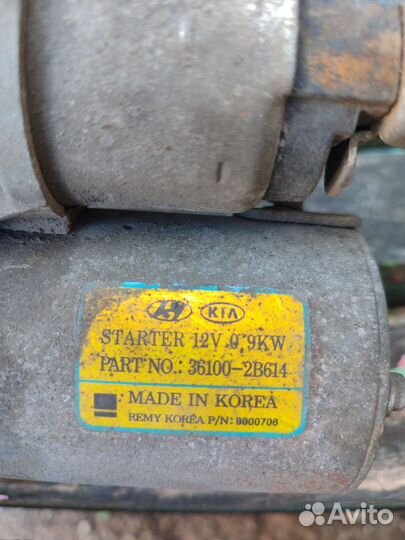 KIA
STARTER 12V 0.9KW
PART NO.: 36100-2B614
MADE IN KOREA
REMY KOREA P/N: 8000708
Avito